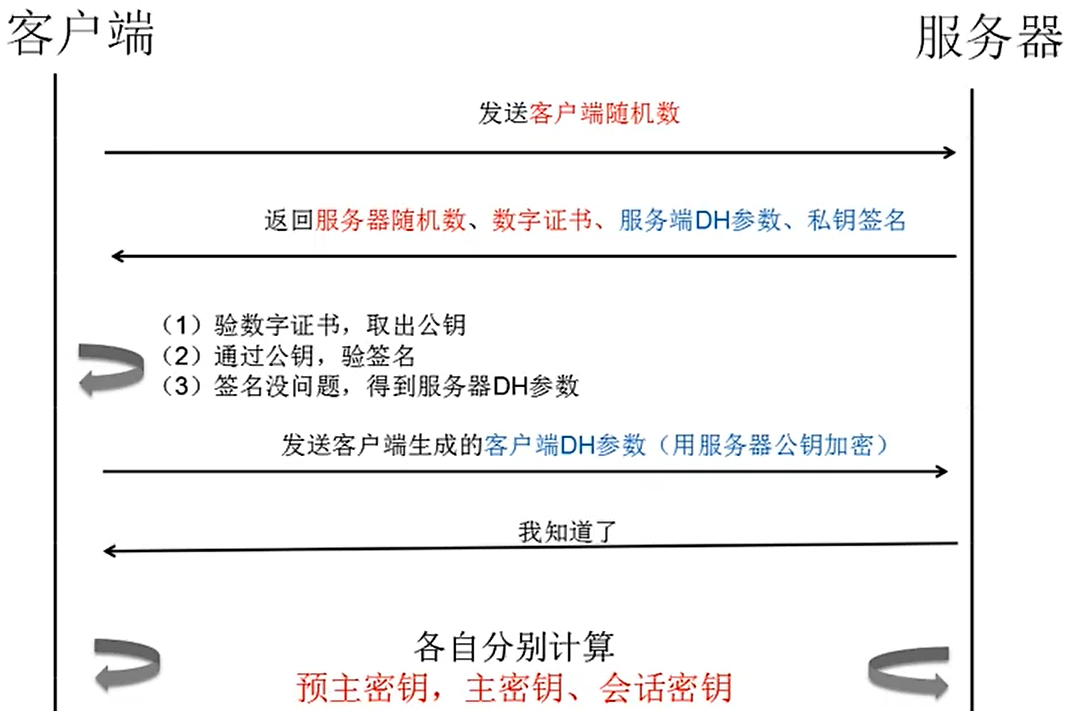 客户端
服务器
发送客户端随机数
返回服务器随机数、数字证书、服务端DH参数、私钥签名
（1）验数字证书，取出公钥
（2）通过公钥，验签名
（3）签名没问题，得到服务器DH参数
发送客户端生成的客户端DH参数（用服务器公钥加密）
我知道了
各自分别计算
预主密钥，主密钥、会话密钥